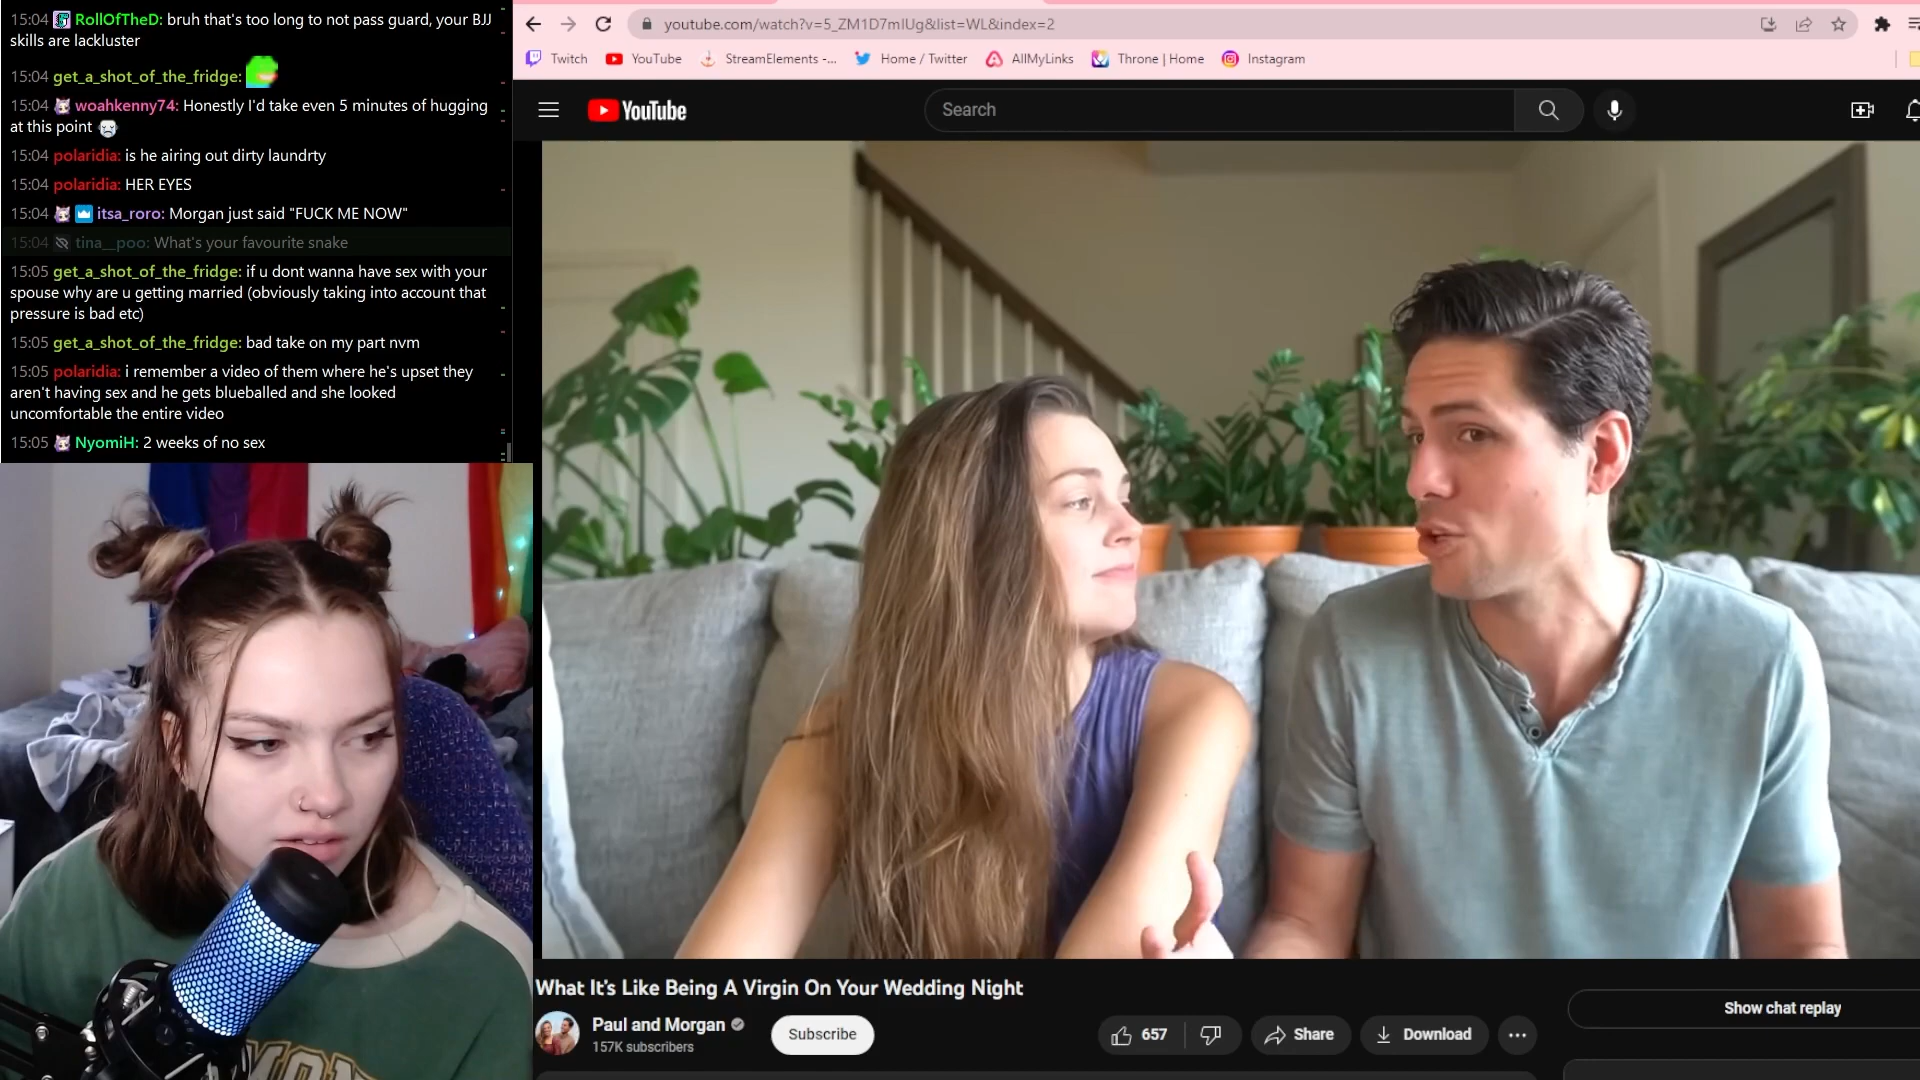 15:04 RollOfTheD: bruh that's too long to not pass guard, your BJJ
skills are lackluster
15:04 get_a_shot_of_the_fridge:
15:04 woahkenny74: Honestly I'd take even 5 minutes of hugging
at this point
15:04 polaridia: is he airing out dirty laundrty
15:04 polaridia: HER EYES
15:04 itsa_roro: Morgan just said "FUCK ME NOW"
15:04 tina__poo: What's your favourite snake
15:05 get_a_shot_of_the_fridge: if u dont wanna have sex with your
spouse why are u getting married (obviously taking into account that
pressure is bad etc)
15:05 get_a_shot_of_the_fridge: bad take on my part nvm
15:05 polaridia: i remember a video of them where he's upset they
aren't having sex and he gets blueballed and she looked
uncomfortable the entire video
15:05 NyomiH: 2 weeks of no sex
youtube.com/watch?v=5_ZM1D7mIUg&list=WL&index=2
Twitch YouTube StreamElements -... Home / Twitter AllMyLinks Throne | Home Instagram
YouTube Search
What It's Like Being A Virgin On Your Wedding Night
Paul and Morgan
157K subscribers
Subscribe 657 Share Download
Show chat replay